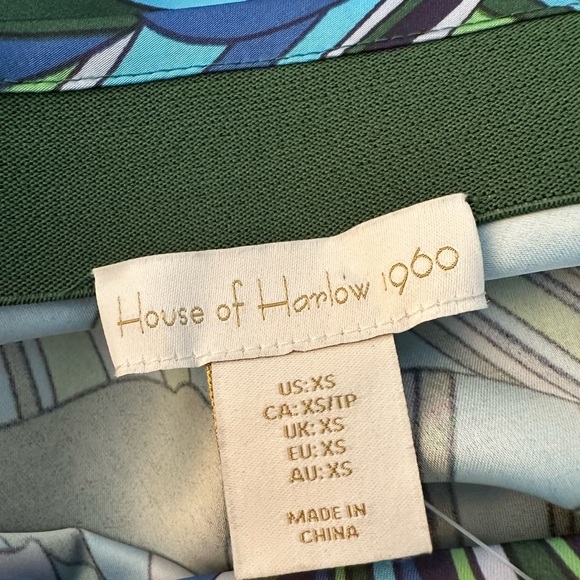 House of Harlow 1960
US: XS
CA: XS/TP
UK: XS
EU: XS
AU: XS
MADE IN
CHINA